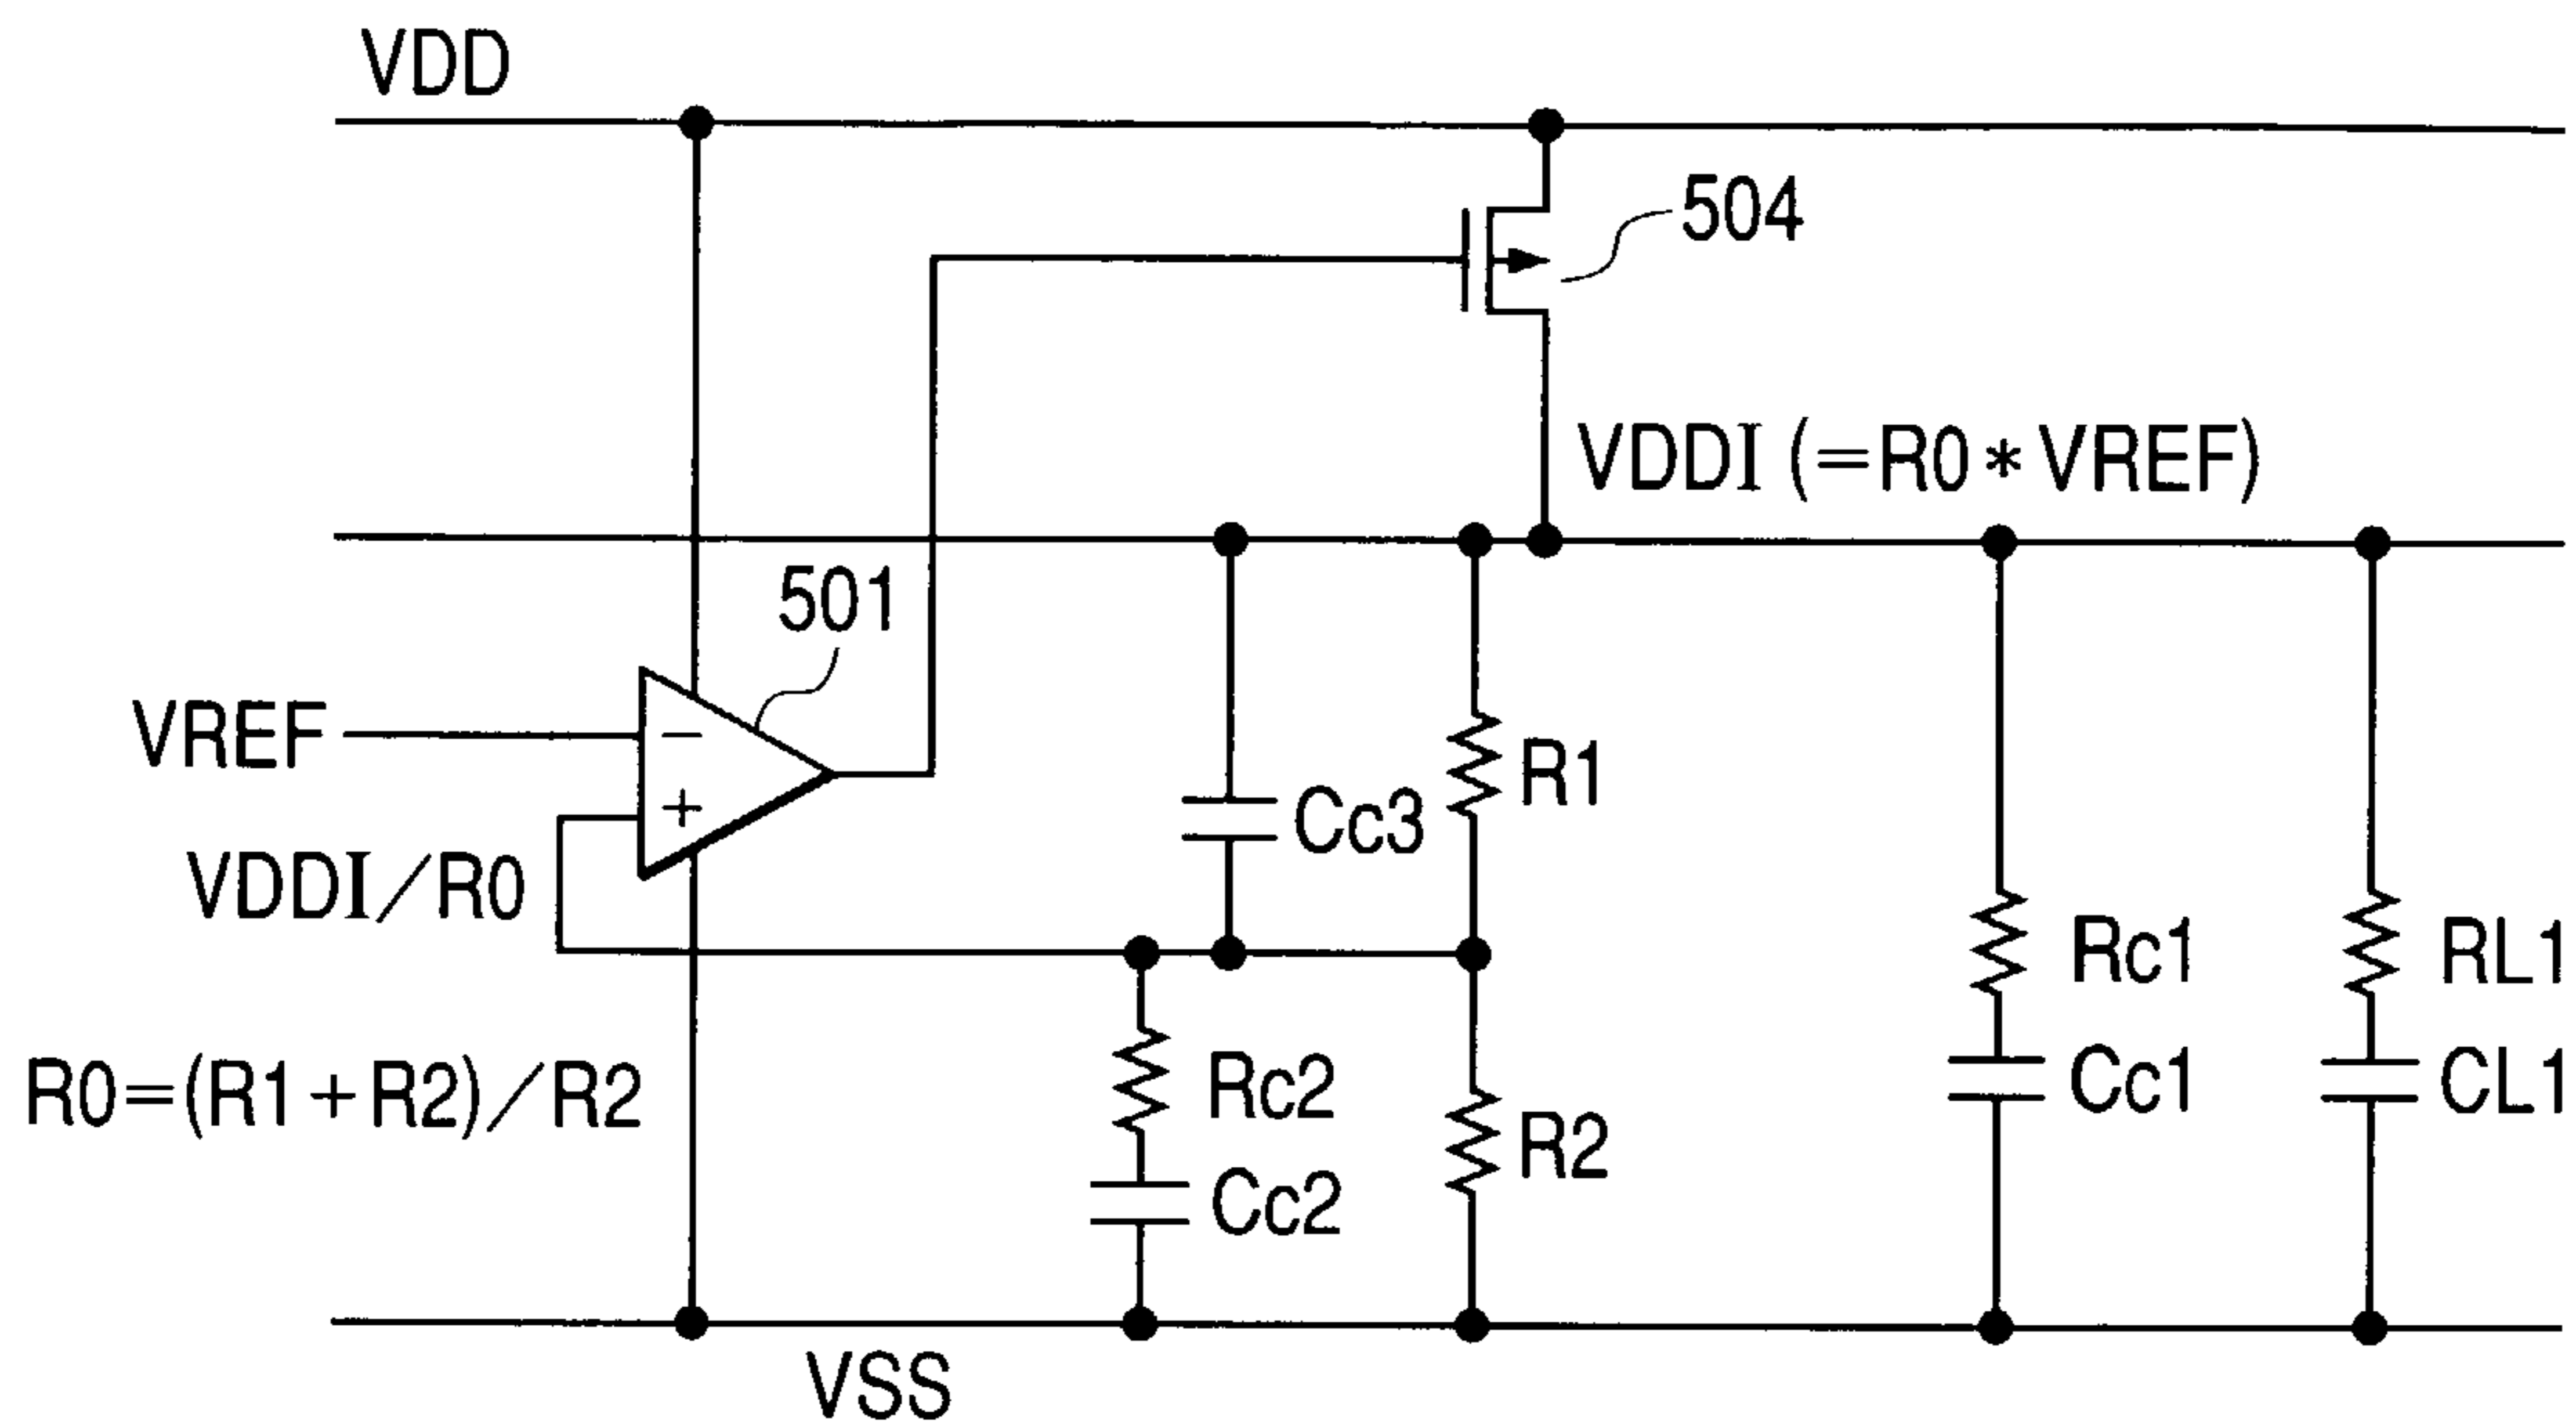 VDD
504
VDDI (=R0*VREF)
501
VREF
−
+
Cc3
R1
VDDI/R0
Rc1
RL1
R0=(R1+R2)/R2
Rc2
Cc1
CL1
R2
Cc2
VSS